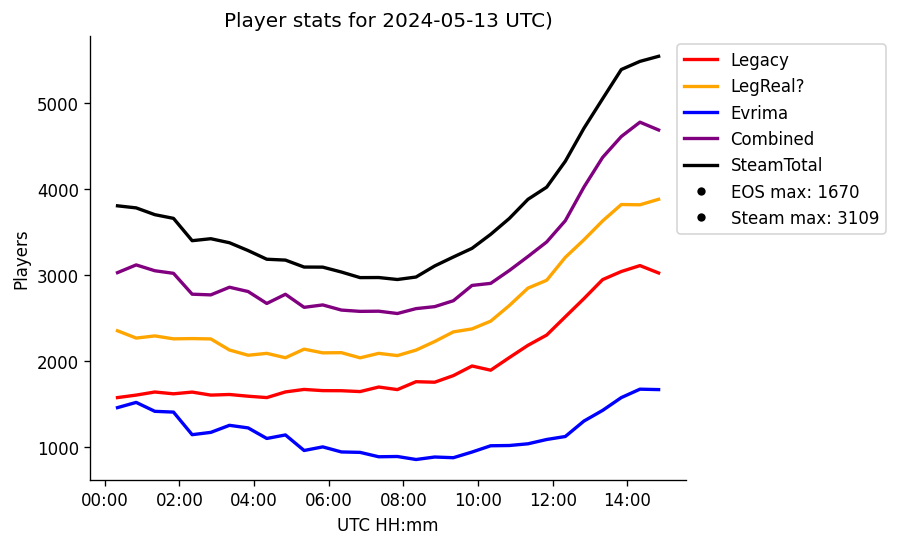 Player stats for 2024-05-13 UTC)
Legacy
LegReal?
Evrima
Combined
SteamTotal
EOS max: 1670
Steam max: 3109
5000
4000
3000
2000
1000
Players
00:00 02:00 04:00 06:00 08:00 10:00 12:00 14:00
UTC HH:mm